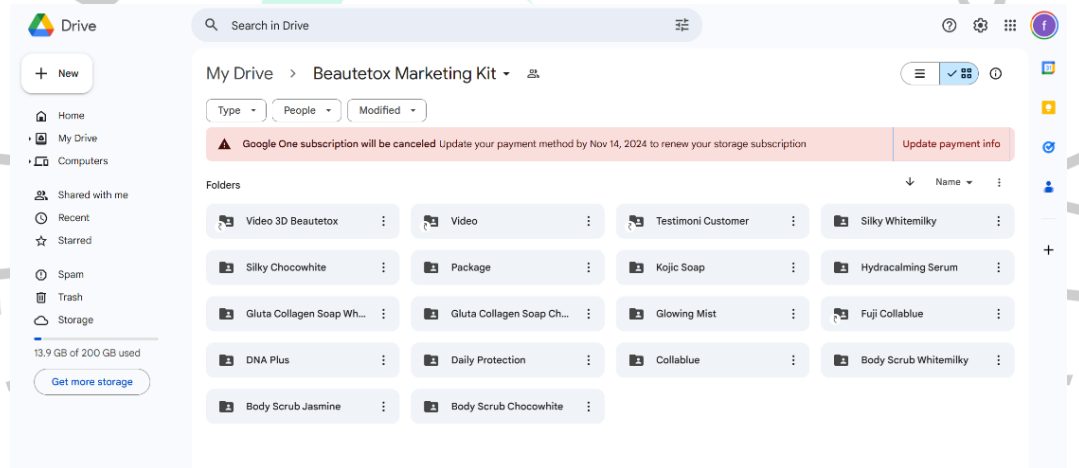 Drive
Search in Drive
f
New
My Drive > Beautetox Marketing Kit
Type People Modified
Google One subscription will be canceled Update your payment method by Nov 14, 2024 to renew your storage subscription Update payment info
Home
My Drive
Computers
Shared with me
Recent
Starred
Spam
Trash
Storage
13.9 GB of 200 GB used
Get more storage
Folders Name
Video 3D Beautetox Video Testimoni Customer Silky Whitemilky
Silky Chocowhite Package Kojic Soap Hydracalming Serum
Gluta Collagen Soap Wh... Gluta Collagen Soap Ch... Glowing Mist Fuji Collablue
DNA Plus Daily Protection Collablue Body Scrub Whitemilky
Body Scrub Jasmine Body Scrub Chocowhite
31